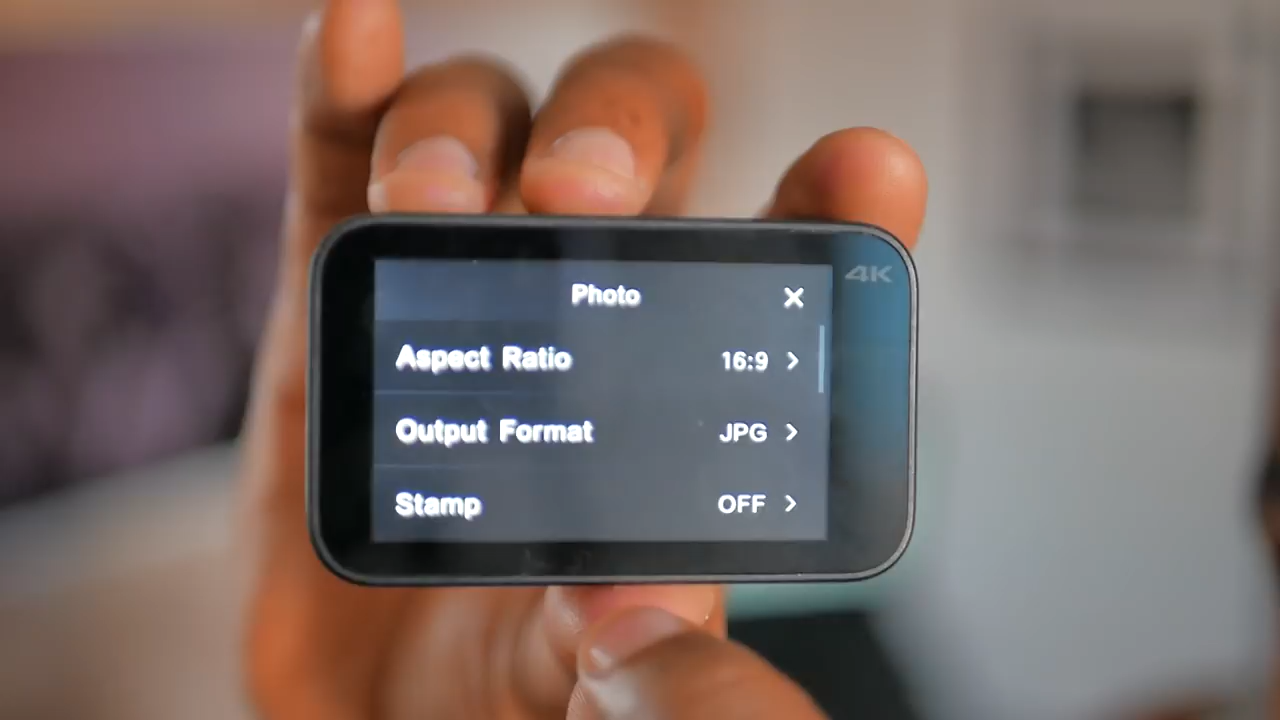 Photo
4K
Aspect Ratio 16:9
Output Format JPG
Stamp OFF